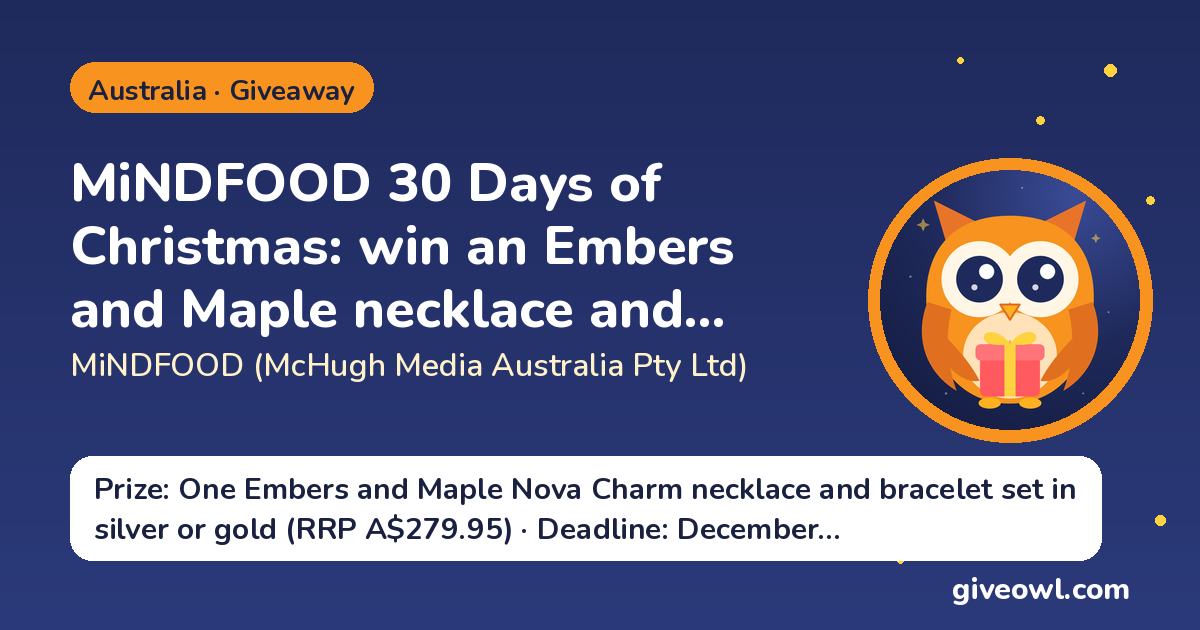 Australia · Giveaway
MiNDFOOD 30 Days of
Christmas: win an Embers
and Maple necklace and...
MiNDFOOD (McHugh Media Australia Pty Ltd)
Prize: One Embers and Maple Nova Charm necklace and bracelet set in
silver or gold (RRP A$279.95) · Deadline: December...
giveowl.com